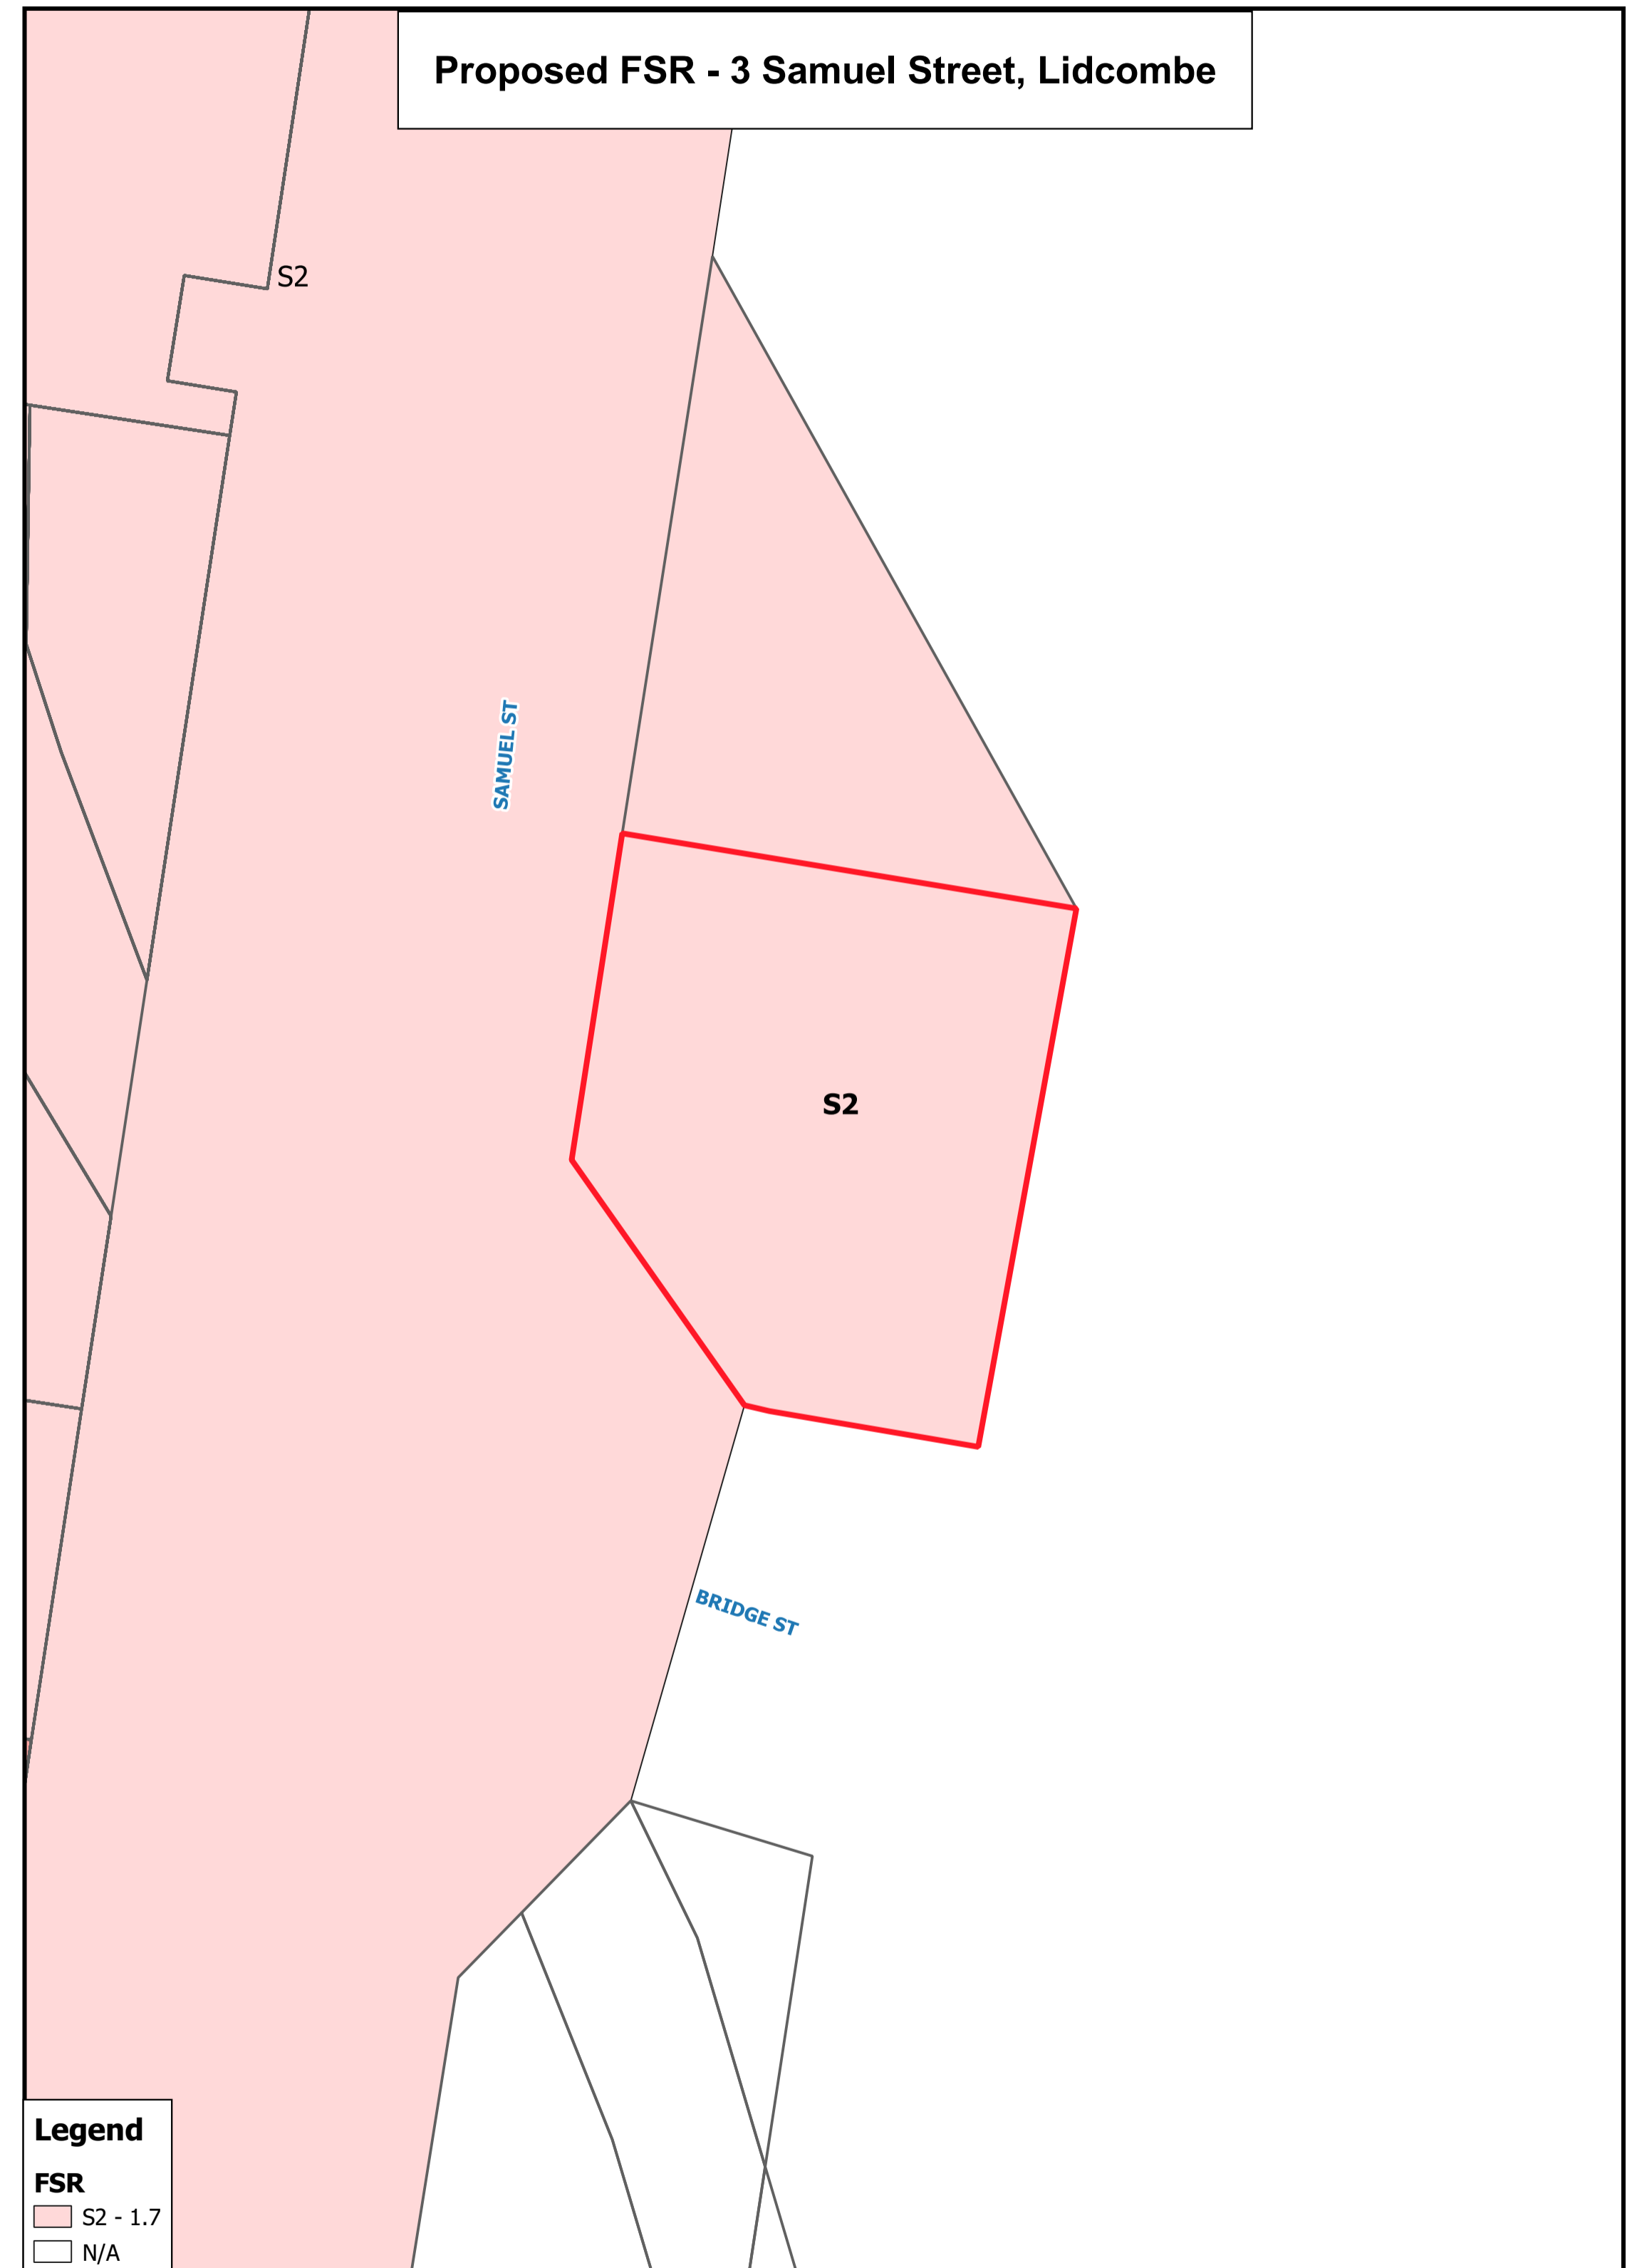 Proposed FSR - 3 Samuel Street, Lidcombe
S2
SAMUEL ST
S2
BRIDGE ST
Legend
FSR
S2 - 1.7
N/A